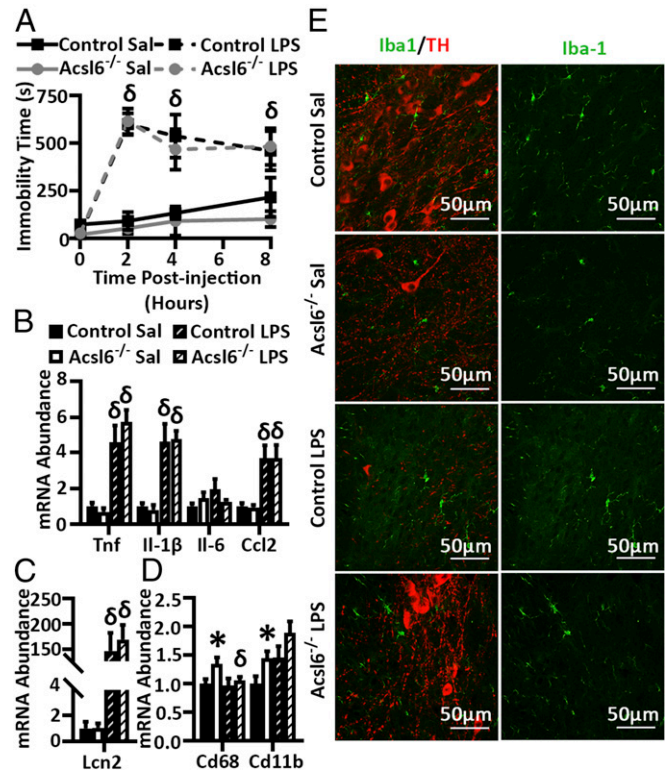 A
Control Sal Control LPS
Acsl6-/- Sal Acsl6-/- LPS
Immobility Time (s)
750
500
250
0
δ δ δ
0 2 4 6 8
Time Post-injection
(Hours)
B
Control Sal Control LPS
Acsl6-/- Sal Acsl6-/- LPS
mRNA Abundance
8
6
4
2
0
δ δ δ δ δ δ
Tnf Il-1β Il-6 Ccl2
C
mRNA Abundance
250
200
150
4
2
0
δ δ
Lcn2
D
mRNA Abundance
2.5
2.0
1.5
1.0
0.5
0.0
* δ *
Cd68 Cd11b
E
Iba1/TH Iba-1
Control Sal
50μm 50μm
Acsl6-/- Sal
50μm 50μm
Control LPS
50μm 50μm
Acsl6-/- LPS
50μm 50μm